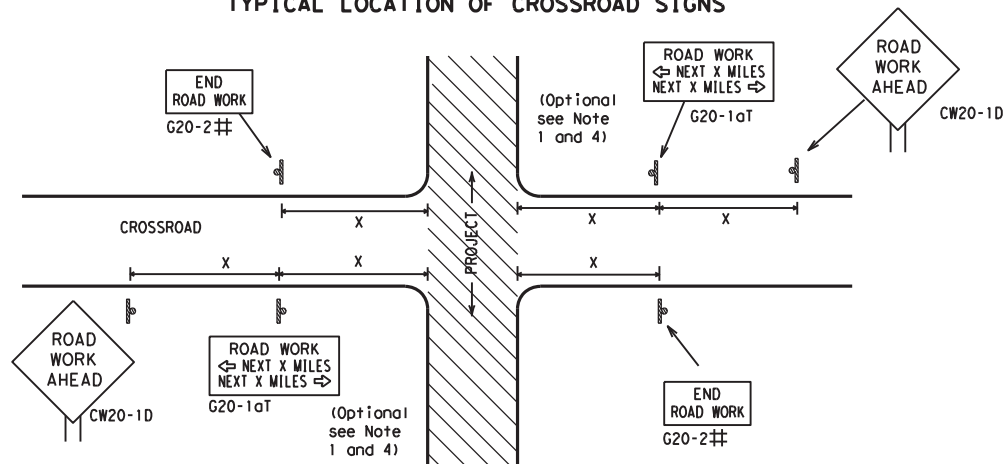 TYPICAL LOCATION OF CROSSROAD SIGNS
END
ROAD WORK
G20-2#
ROAD WORK
⇦ NEXT X MILES
NEXT X MILES ⇨
G20-1aT
(Optional
see Note
1 and 4)
ROAD
WORK
AHEAD
CW20-1D
X
X
X
CROSSROAD
PROJECT
X
X
X
ROAD
WORK
AHEAD
CW20-1D
ROAD WORK
⇦ NEXT X MILES
NEXT X MILES ⇨
G20-1aT
(Optional
see Note
1 and 4)
END
ROAD WORK
G20-2#